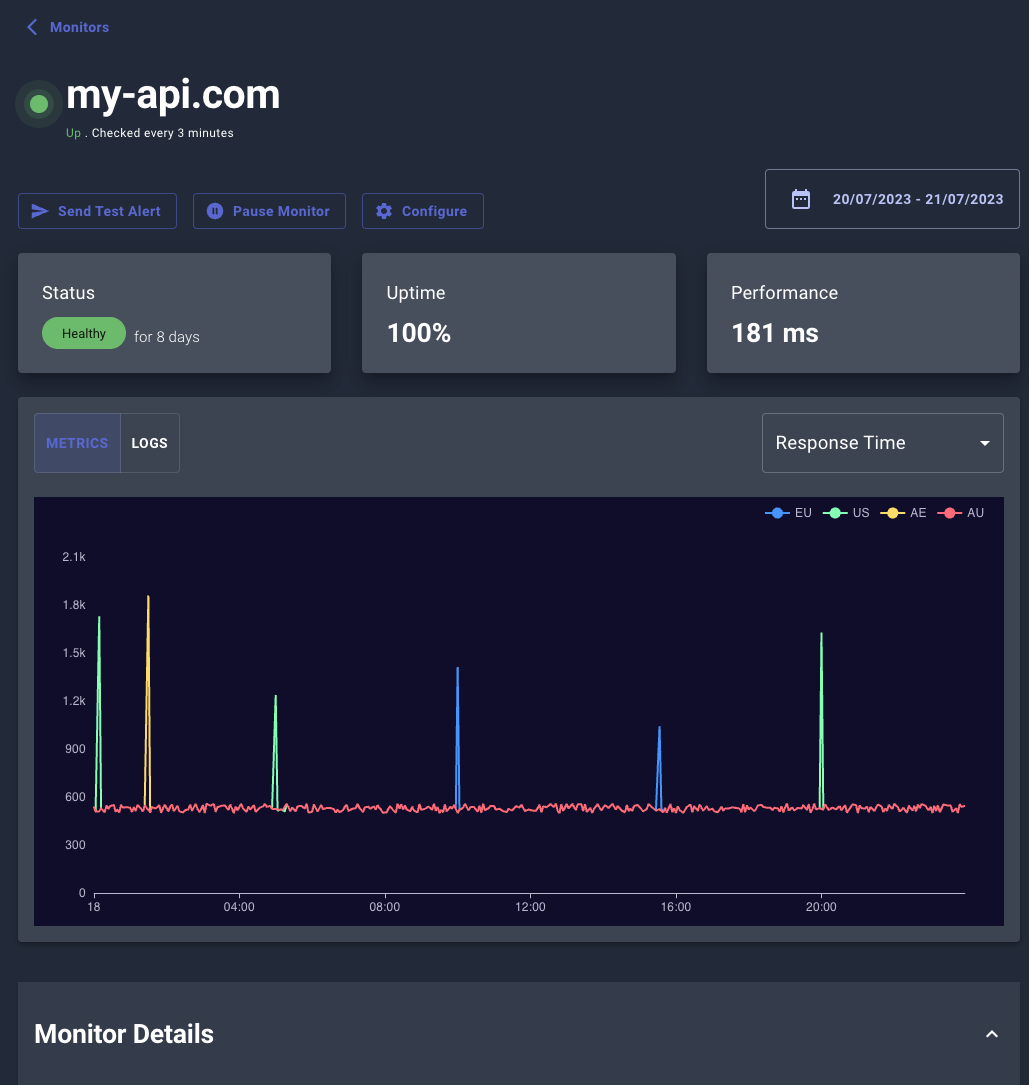 Monitors
my-api.com
Up . Checked every 3 minutes
Send Test Alert
Pause Monitor
Configure
20/07/2023 - 21/07/2023
Status
Healthy for 8 days
Uptime
100%
Performance
181 ms
METRICS
LOGS
Response Time
EU US AE AU
2.1k
1.8k
1.5k
1.2k
900
600
300
0
18 04:00 08:00 12:00 16:00 20:00
Monitor Details